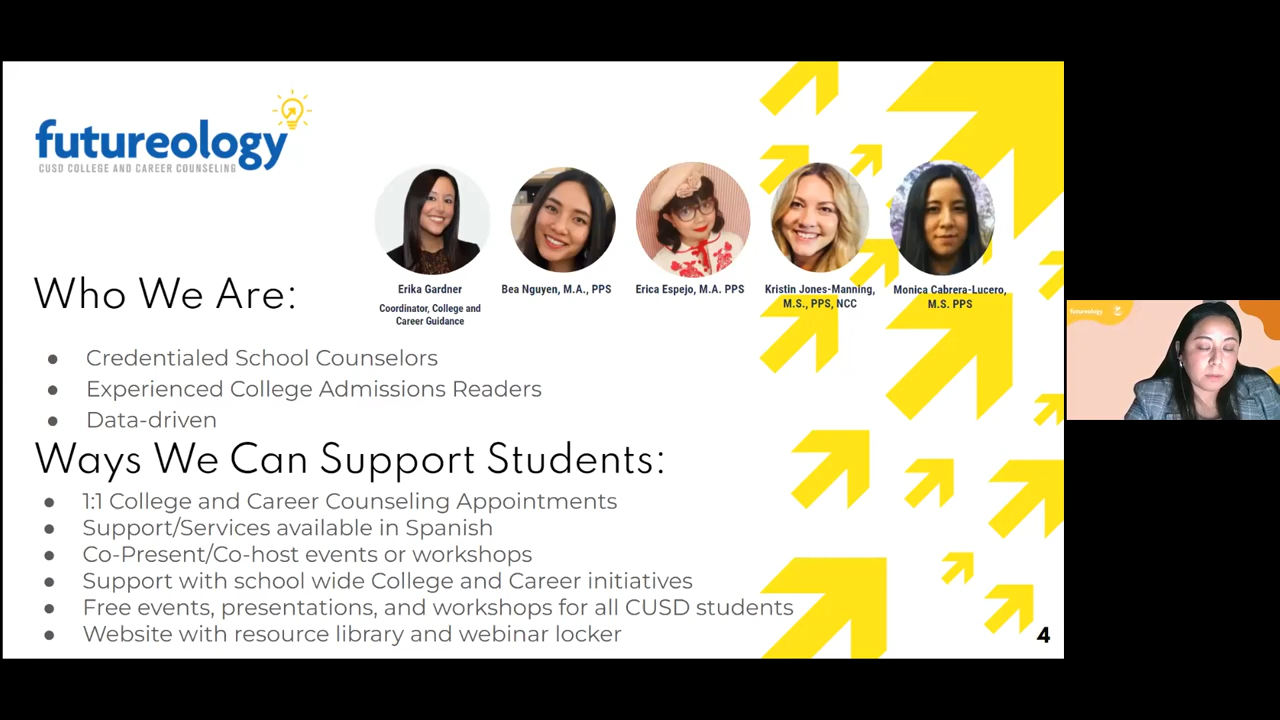 futureology
CUSD COLLEGE AND CAREER COUNSELING
Erika Gardner
Coordinator, College and
Career Guidance
Bea Nguyen, M.A., PPS
Erica Espejo, M.A. PPS
Kristin Jones-Manning,
M.S., PPS, NCC
Monica Cabrera-Lucero,
M.S. PPS
Who We Are:
● Credentialed School Counselors
● Experienced College Admissions Readers
● Data-driven
Ways We Can Support Students:
● 1:1 College and Career Counseling Appointments
● Support/Services available in Spanish
● Co-Present/Co-host events or workshops
● Support with school wide College and Career initiatives
● Free events, presentations, and workshops for all CUSD students
● Website with resource library and webinar locker
4
futureology